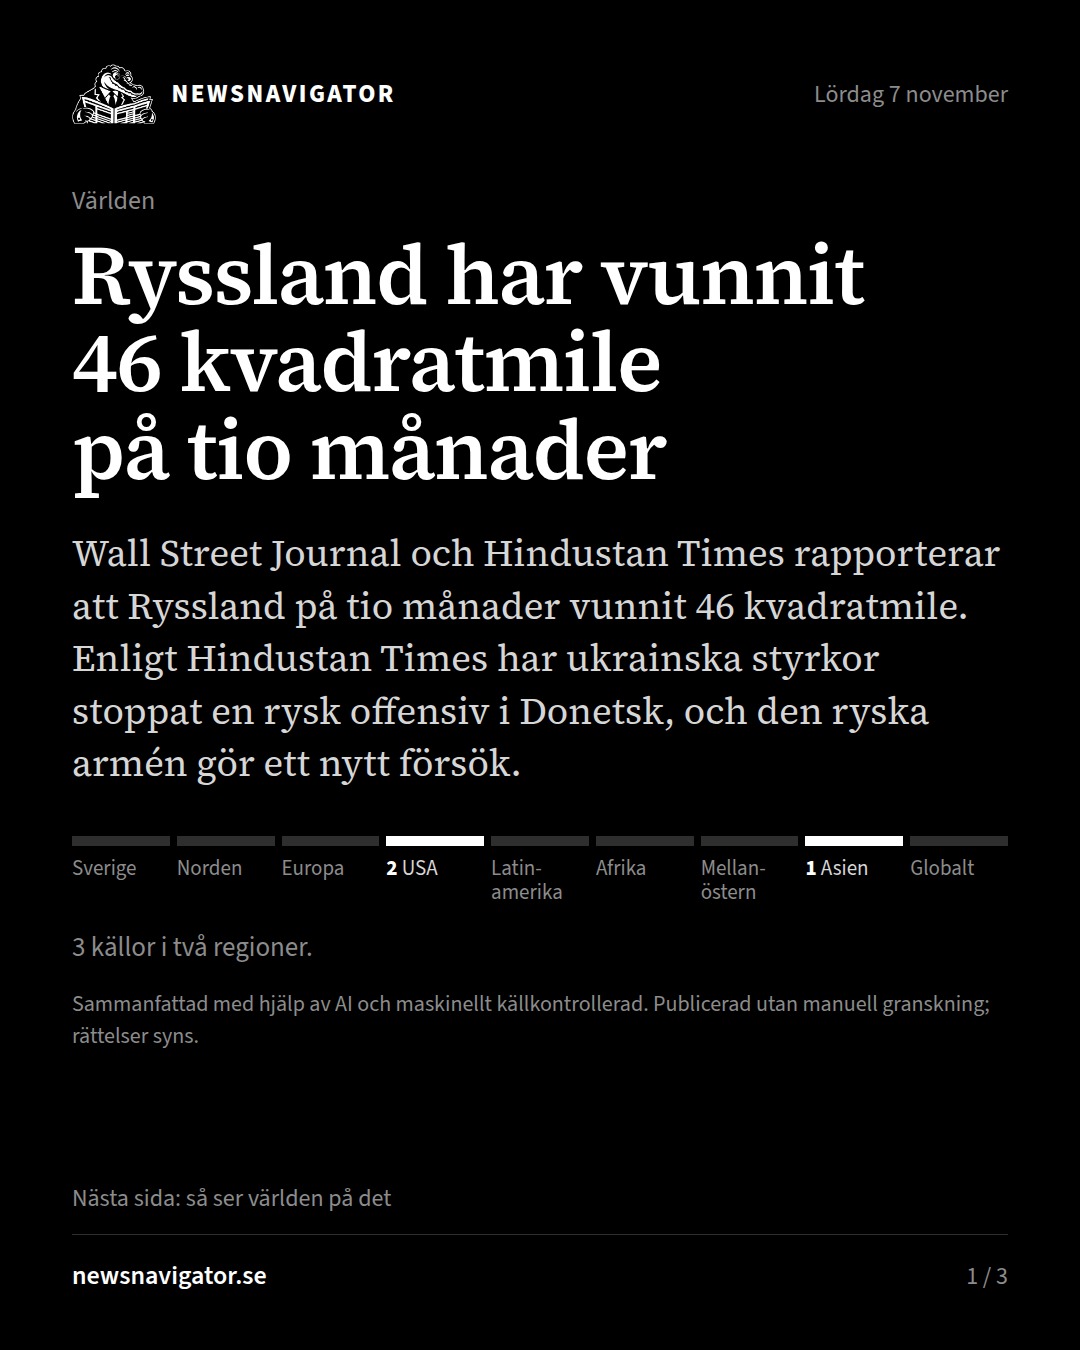 NEWSNAVIGATOR
Lördag 7 november
Världen
Ryssland har vunnit
46 kvadratmile
på tio månader
Wall Street Journal och Hindustan Times rapporterar
att Ryssland på tio månader vunnit 46 kvadratmile.
Enligt Hindustan Times har ukrainska styrkor
stoppat en rysk offensiv i Donetsk, och den ryska
armén gör ett nytt försök.
Sverige
Norden
Europa
2 USA
Latin-
amerika
Afrika
Mellan-
östern
1 Asien
Globalt
3 källor i två regioner.
Sammanfattad med hjälp av AI och maskinellt källkontrollerad. Publicerad utan manuell granskning;
rättelser syns.
Nästa sida: så ser världen på det
newsnavigator.se
1 / 3